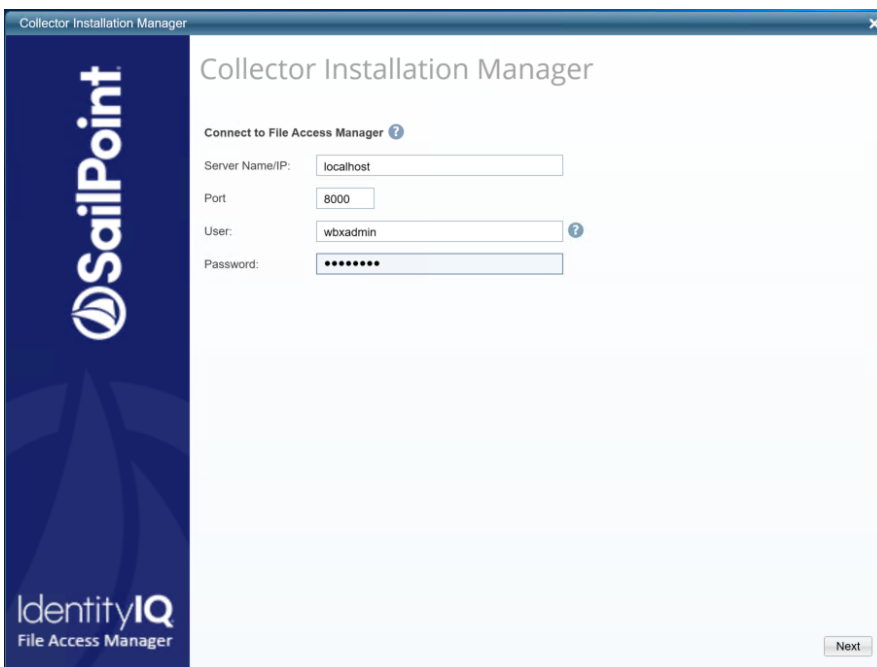 Collector Installation Manager
SailPoint
Collector Installation Manager
Connect to File Access Manager ?
Server Name/IP: localhost
Port 8000
User: wbxadmin ?
Password: ••••••••
IdentityIQ
File Access Manager
Next